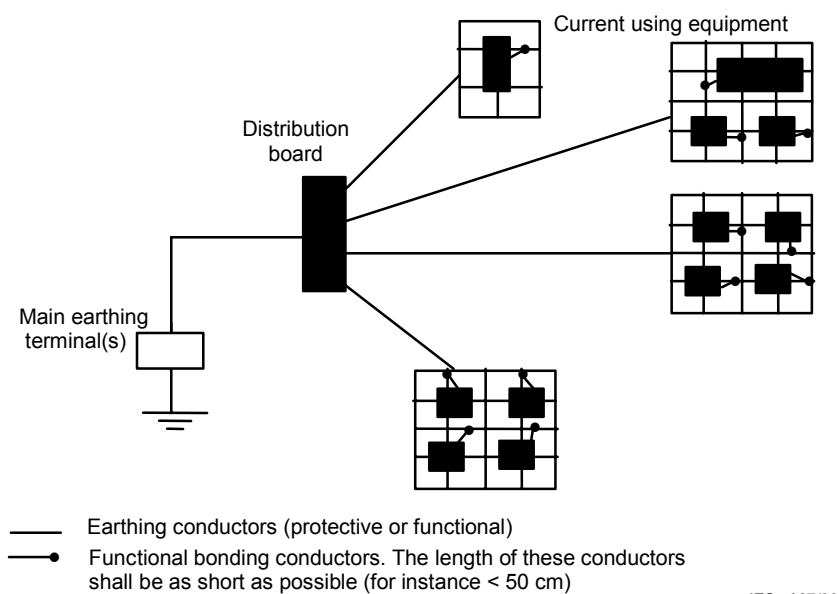 Current using equipment
Distribution
board
Main earthing
terminal(s)
Earthing conductors (protective or functional)
Functional bonding conductors. The length of these conductors
shall be as short as possible (for instance < 50 cm)